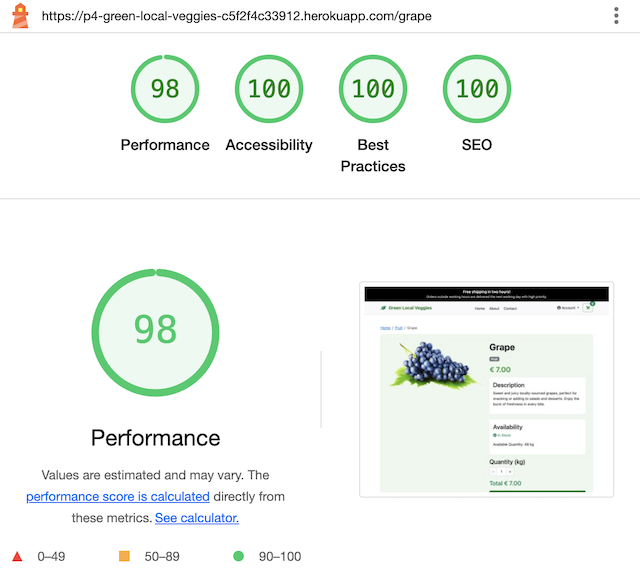 https://p4-green-local-veggies-c5f2f4c33912.herokuapp.com/grape
98
100
100
100
Performance
Accessibility
Best
Practices
SEO
98
Performance
Values are estimated and may vary. The
performance score is calculated directly from
these metrics. See calculator.
0–49
50–89
90–100
Free shipping in two hours!
Orders outside working hours are delivered the next working day with high priority.
Green Local Veggies
Home About Contact
Account
Home / Fruit / Grape
Grape
Fruit
€ 7.00
Description
Sweet and juicy locally-sourced grapes, perfect for
snacking or adding to salads and desserts. Enjoy the
burst of freshness in every bite.
Availability
In Stock
Available Quantity: 48 kg
Quantity (kg)
- 1 +
Total € 7.00